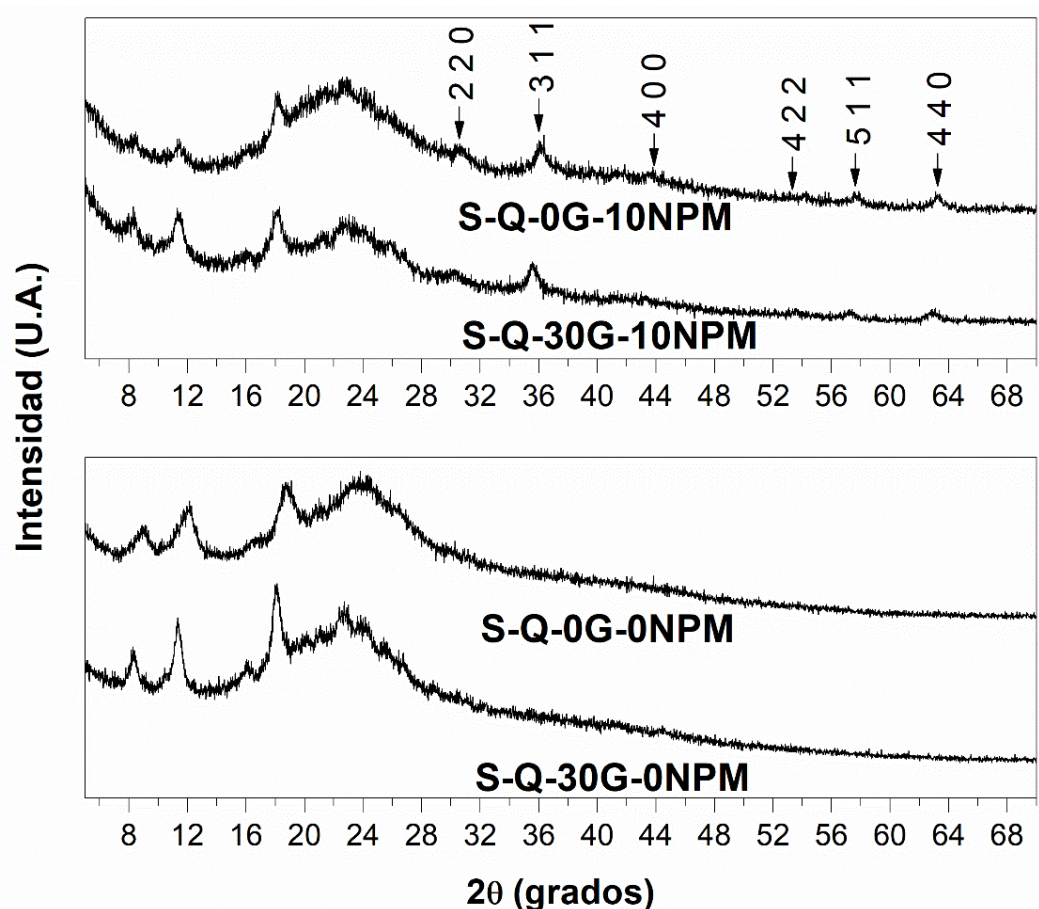 2 2 0
3 1 1
4 0 0
4 2 2
5 1 1
4 4 0
S-Q-0G-10NPM
S-Q-30G-10NPM
8 12 16 20 24 28 32 36 40 44 48 52 56 60 64 68
Intensidad (U.A.)
S-Q-0G-0NPM
S-Q-30G-0NPM
8 12 16 20 24 28 32 36 40 44 48 52 56 60 64 68
2θ (grados)